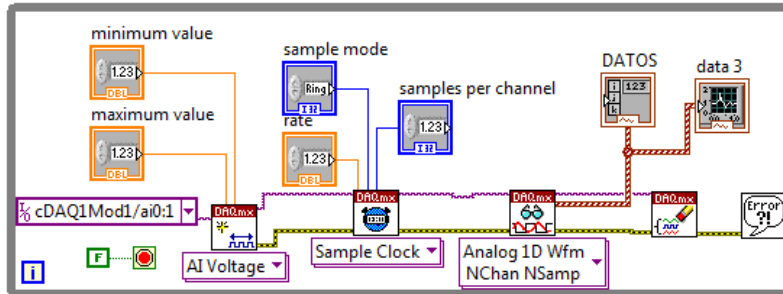 minimum value
1.23
DBL
maximum value
1.23
DBL
sample mode
Ring
I32
rate
1.23
DBL
samples per channel
1.23
I32
DATOS
i
j
k
123
data 3
cDAQ1Mod1/ai0:1
DAQmx
AI Voltage
DAQmx
Sample Clock
DAQmx
Analog 1D Wfm
NChan NSamp
DAQmx
Error
?!
i
F